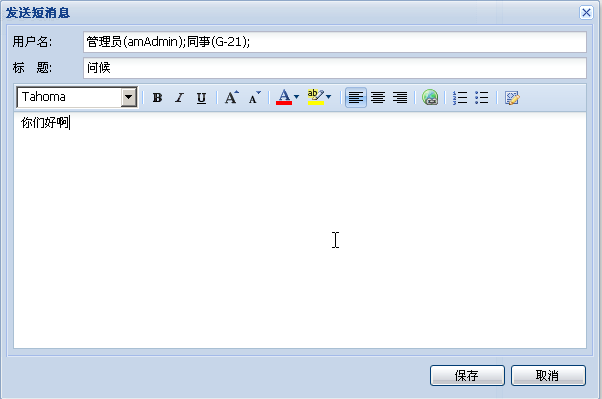 发送短消息
用户名: 管理员(amAdmin);同事(G-21);
标 题: 问候
Tahoma B I U A A A ab
你们好啊
保存 取消